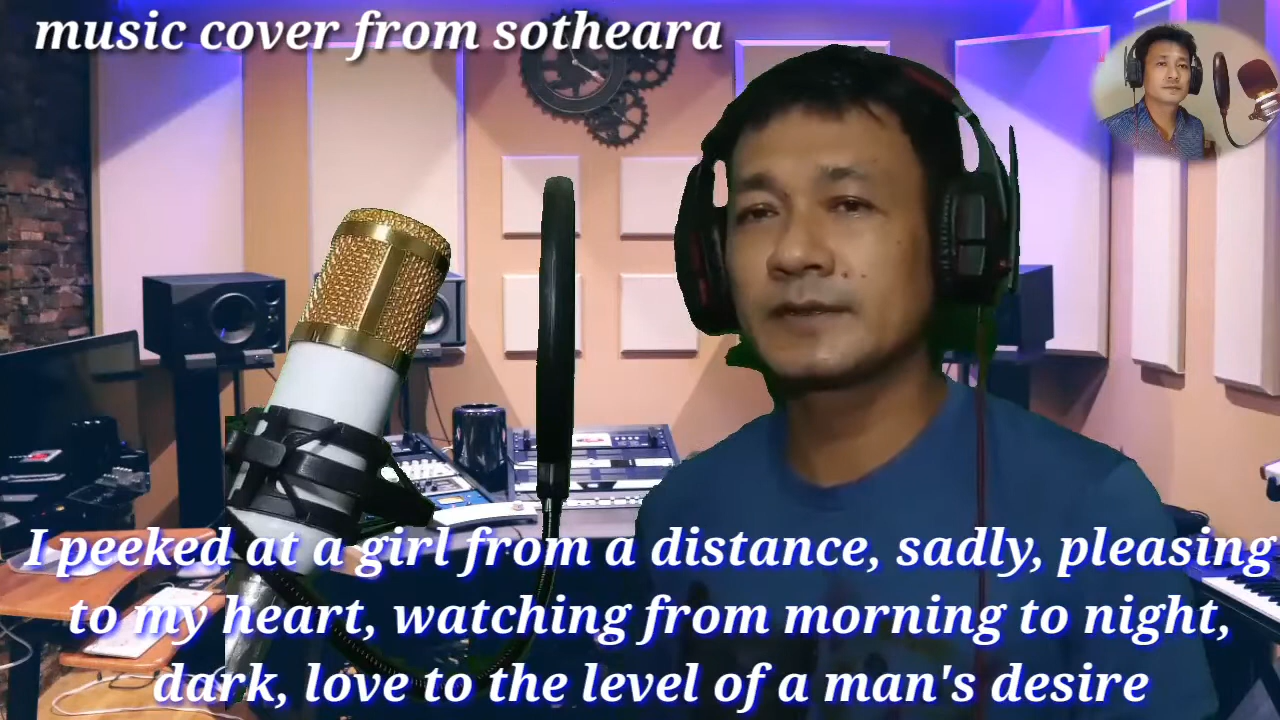 music cover from sotheara
I peeked at a girl from a distance, sadly, pleasing
to my heart, watching from morning to night,
dark, love to the level of a man's desire